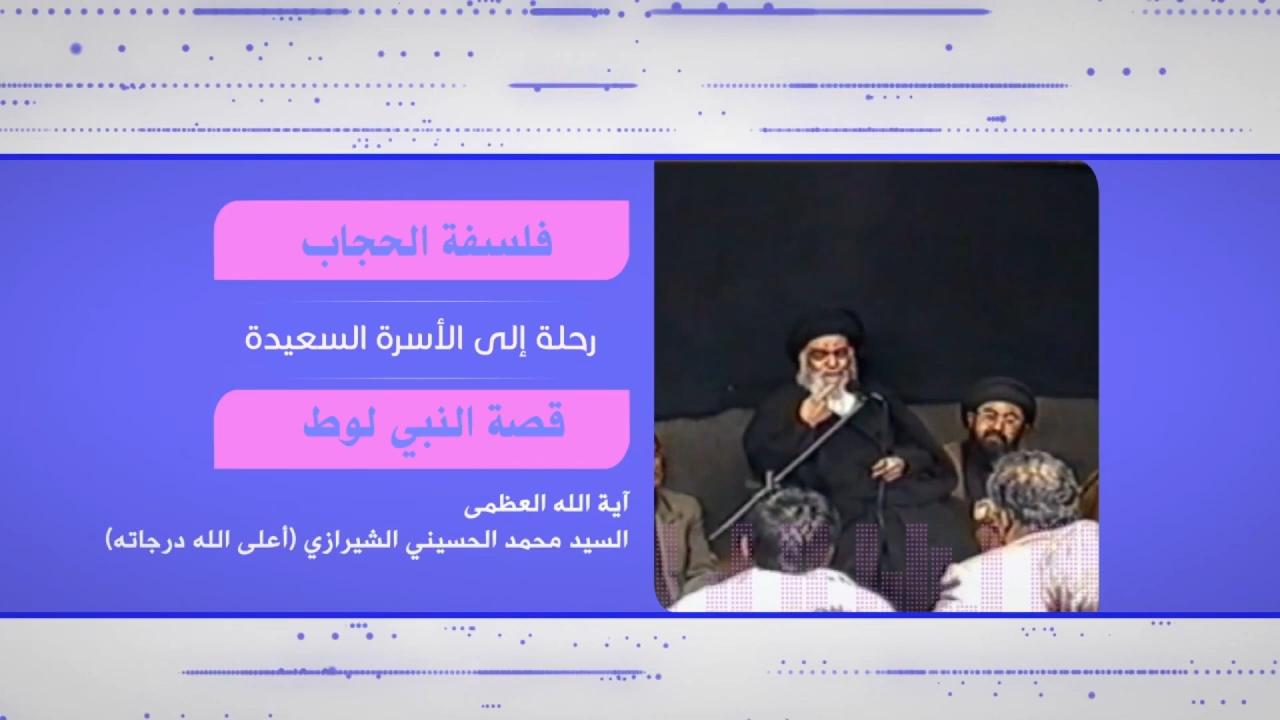 فلسفة الحجاب
رحلة إلى الأسرة السعيدة
قصة النبي لوط
آية الله العظمى
السيد محمد الحسيني الشيرازي (أعلى الله درجاته)